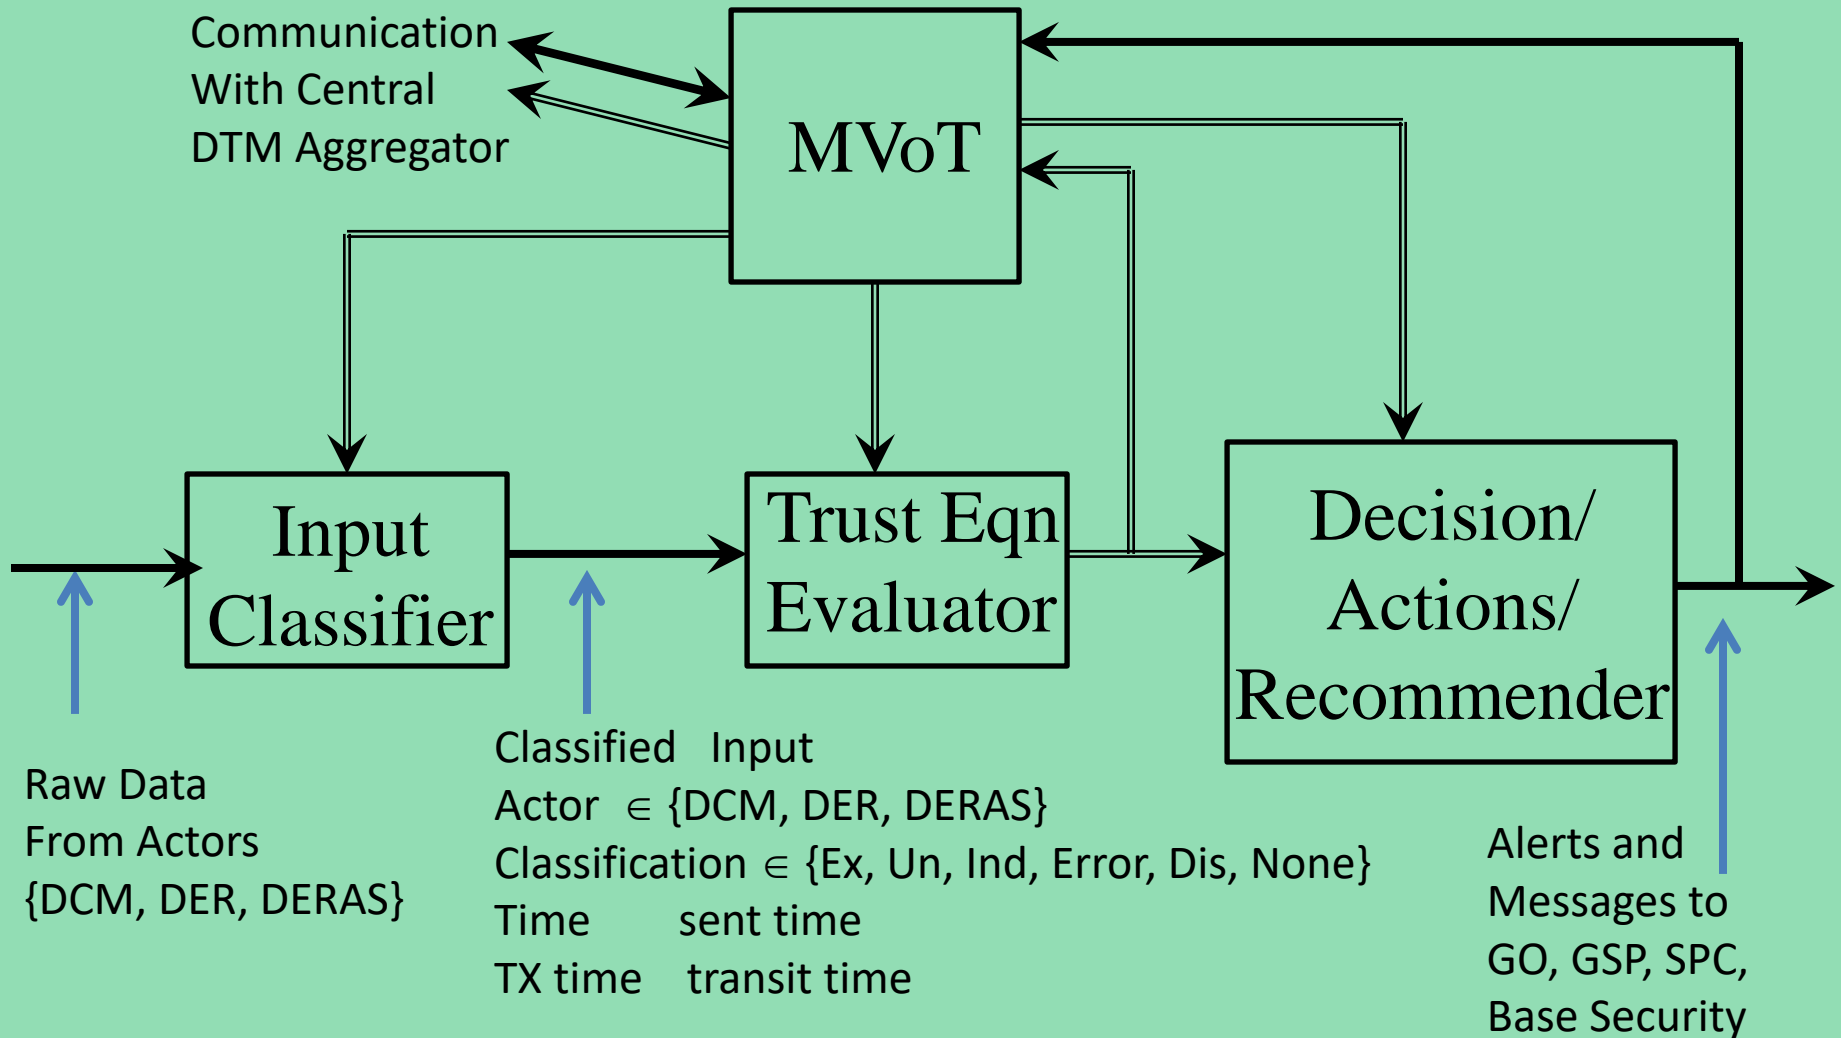 Communication
With Central
DTM Aggregator
MVoT
Input
Classifier
Trust Eqn
Evaluator
Decision/
Actions/
Recommender
Raw Data
From Actors
{DCM, DER, DERAS}
Classified Input
Actor ∈ {DCM, DER, DERAS}
Classification ∈ {Ex, Un, Ind, Error, Dis, None}
Time sent time
TX time transit time
Alerts and
Messages to
GO, GSP, SPC,
Base Security